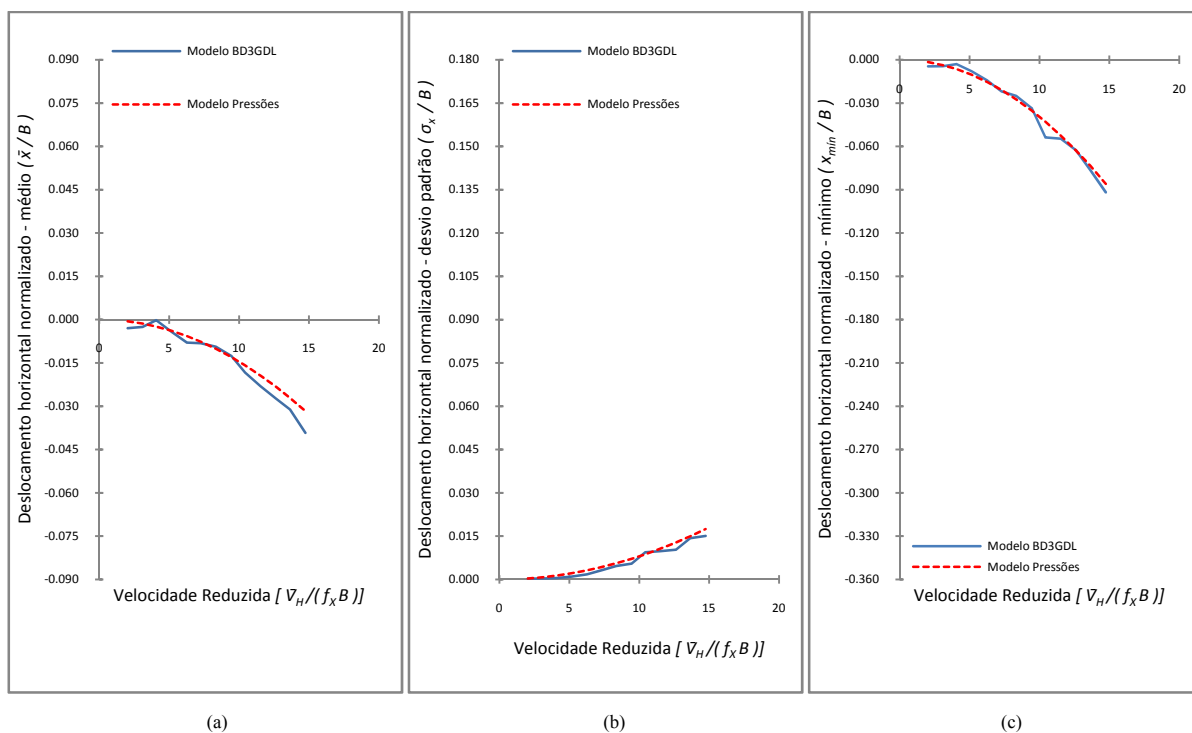 Deslocamento horizontal normalizado - médio ( x̄ / B )
0.090
0.075
0.060
0.045
0.030
0.015
0.000
-0.015
-0.030
-0.045
-0.060
-0.075
-0.090
0 5 10 15 20
Modelo BD3GDL
Modelo Pressões
Velocidade Reduzida [ V̄H /( fX B )]
(a)
Deslocamento horizontal normalizado - desvio padrão ( σx / B )
0.180
0.165
0.150
0.135
0.120
0.105
0.090
0.075
0.060
0.045
0.030
0.015
0.000
0 5 10 15 20
Modelo BD3GDL
Modelo Pressões
Velocidade Reduzida [ V̄H /( fX B )]
(b)
Deslocamento horizontal normalizado - mínimo ( xmín / B )
0.000
-0.030
-0.060
-0.090
-0.120
-0.150
-0.180
-0.210
-0.240
-0.270
-0.300
-0.330
-0.360
0 5 10 15 20
Modelo BD3GDL
Modelo Pressões
Velocidade Reduzida [ V̄H /( fX B )]
(c)